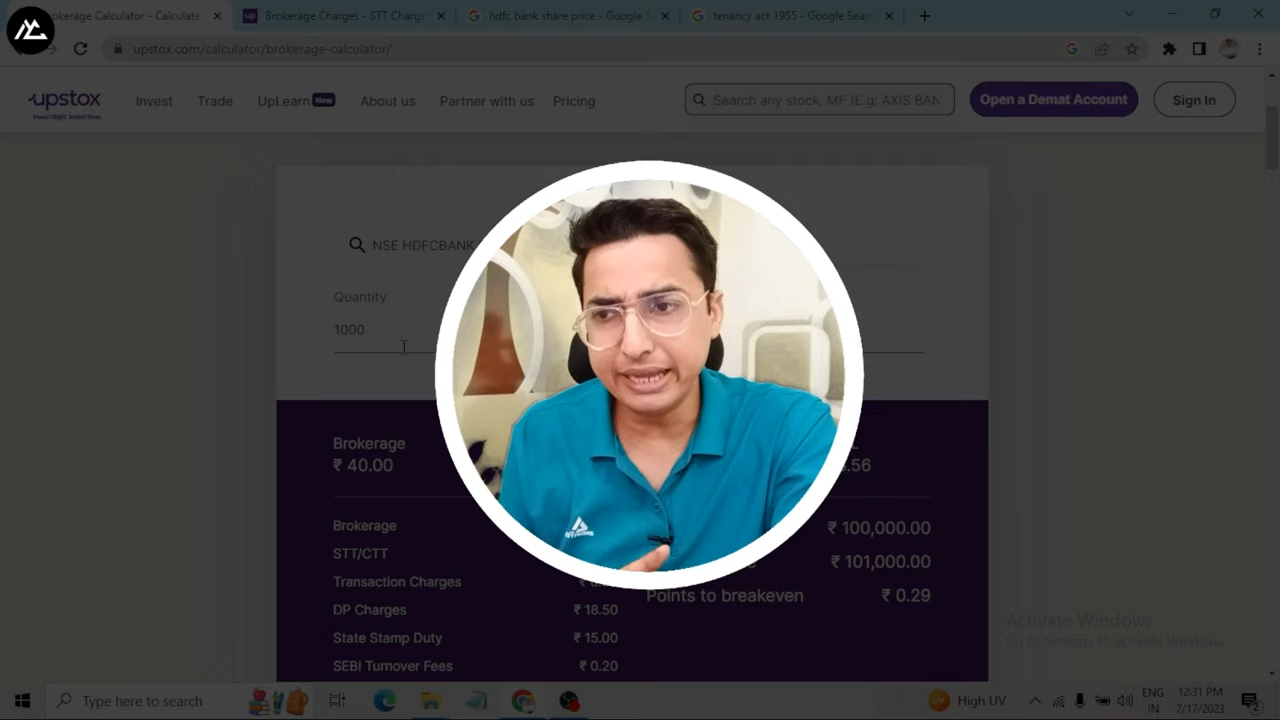 okerage Calculator - Calculate
Brokerage Charges - STT Charge
hdfc bank share price - Google S
tenancy act 1955 - Google Sear
upstox.com/calculator/brokerage-calculator/
upstox
Invest Right, Invest Now
Invest
Trade
UpLearn New
About us
Partner with us
Pricing
Search any stock, MF (E.g: AXIS BAN
Open a Demat Account
Sign In
NSE HDFCBANK
Quantity
1000
Brokerage
₹ 40.00
.56
Brokerage
₹ 100,000.00
STT/CTT
₹ 101,000.00
Transaction Charges
Points to breakeven
₹ 0.29
DP Charges
₹ 18.50
State Stamp Duty
₹ 15.00
SEBI Turnover Fees
₹ 0.20
Activate Windows
Go to Settings to activate Windows.
Type here to search
High UV
ENG
IN
12:31 PM
7/17/2023
2